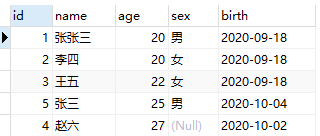 id name age sex birth
1 张张三 20 男 2020-09-18
2 李四 20 女 2020-09-18
3 王五 22 女 2020-09-18
5 张三 25 男 2020-10-04
4 赵六 27 (Null) 2020-10-02